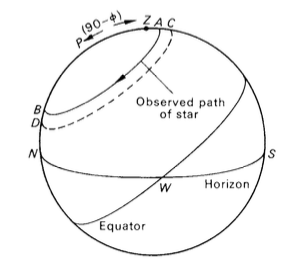 (90-ϕ)
P
Z A C
B
D
Observed path
of star
N
S
W
Horizon
Equator